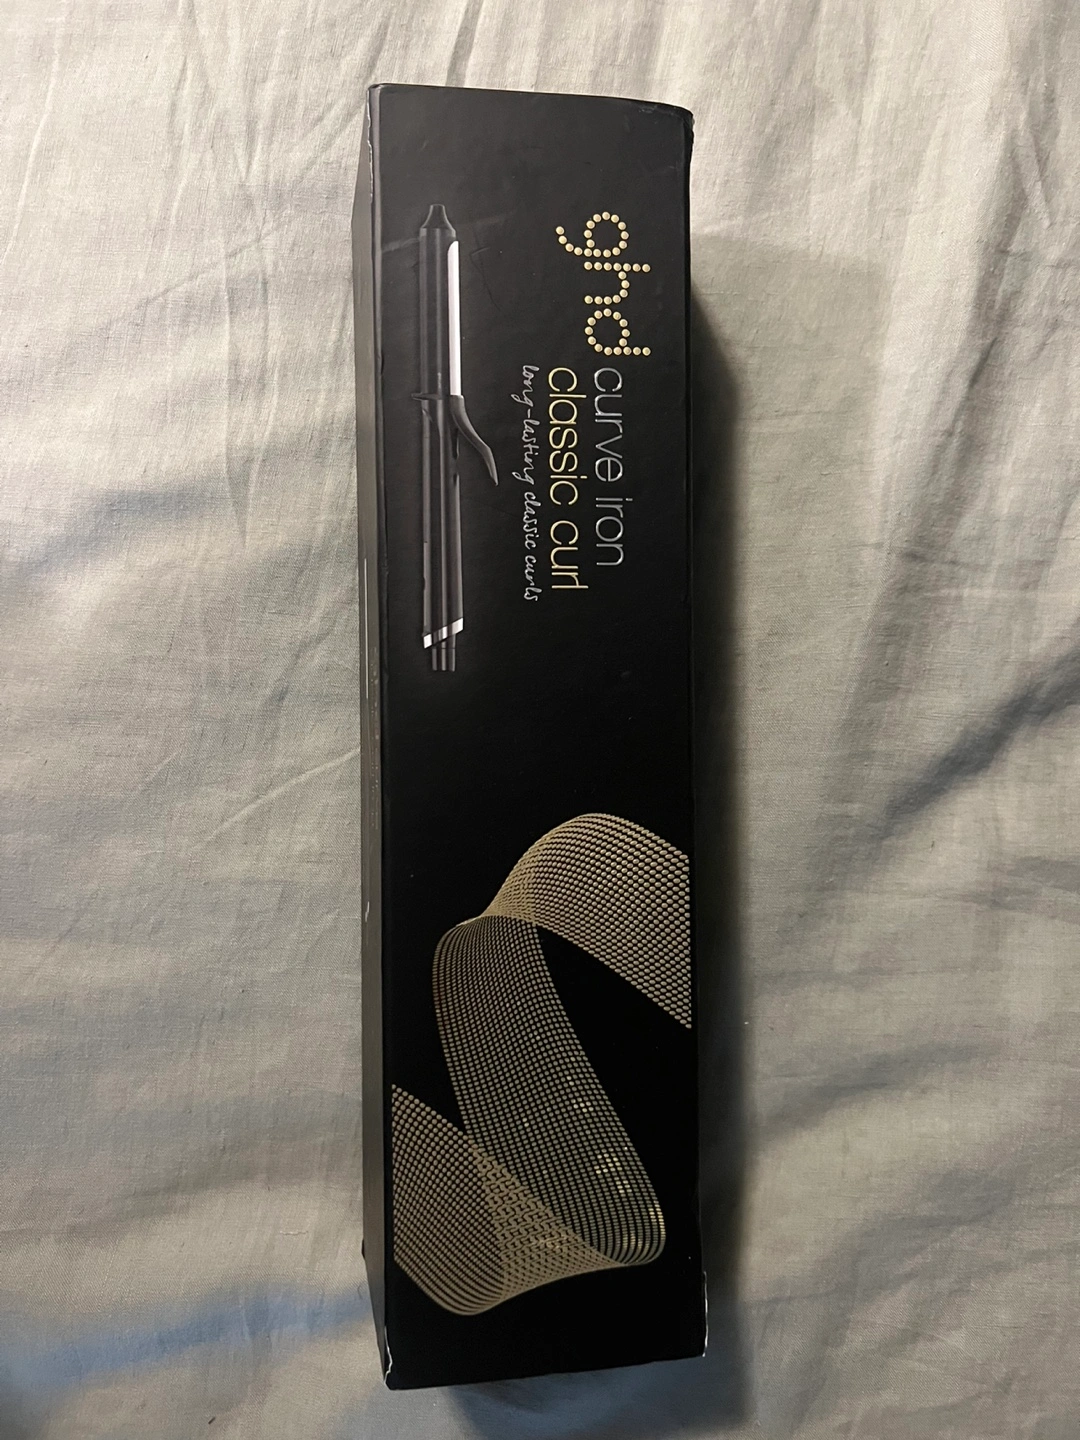 ghd curve iron
classic curl
long-lasting classic curls